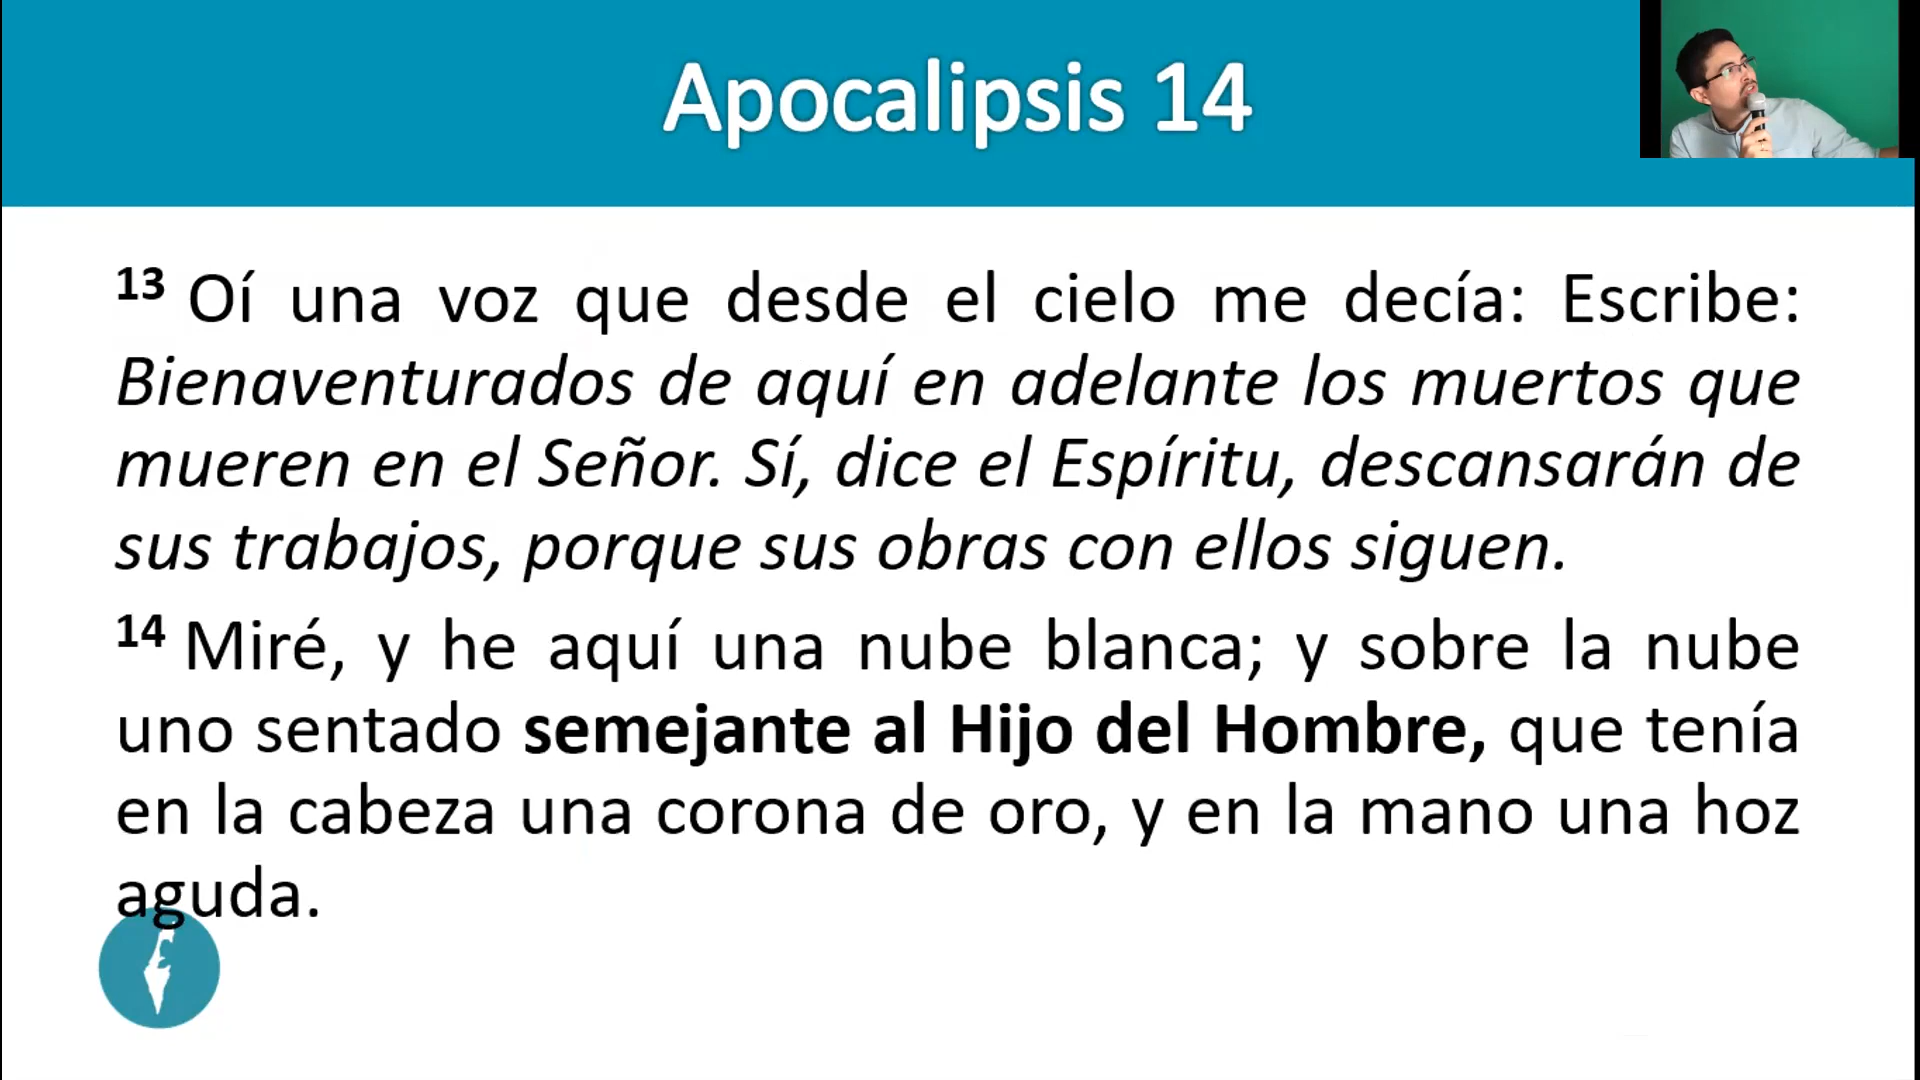 Apocalipsis 14
13 Oí una voz que desde el cielo me decía: Escribe:
Bienaventurados de aquí en adelante los muertos que
mueren en el Señor. Sí, dice el Espíritu, descansarán de
sus trabajos, porque sus obras con ellos siguen.
14 Miré, y he aquí una nube blanca; y sobre la nube
uno sentado semejante al Hijo del Hombre, que tenía
en la cabeza una corona de oro, y en la mano una hoz
aguda.